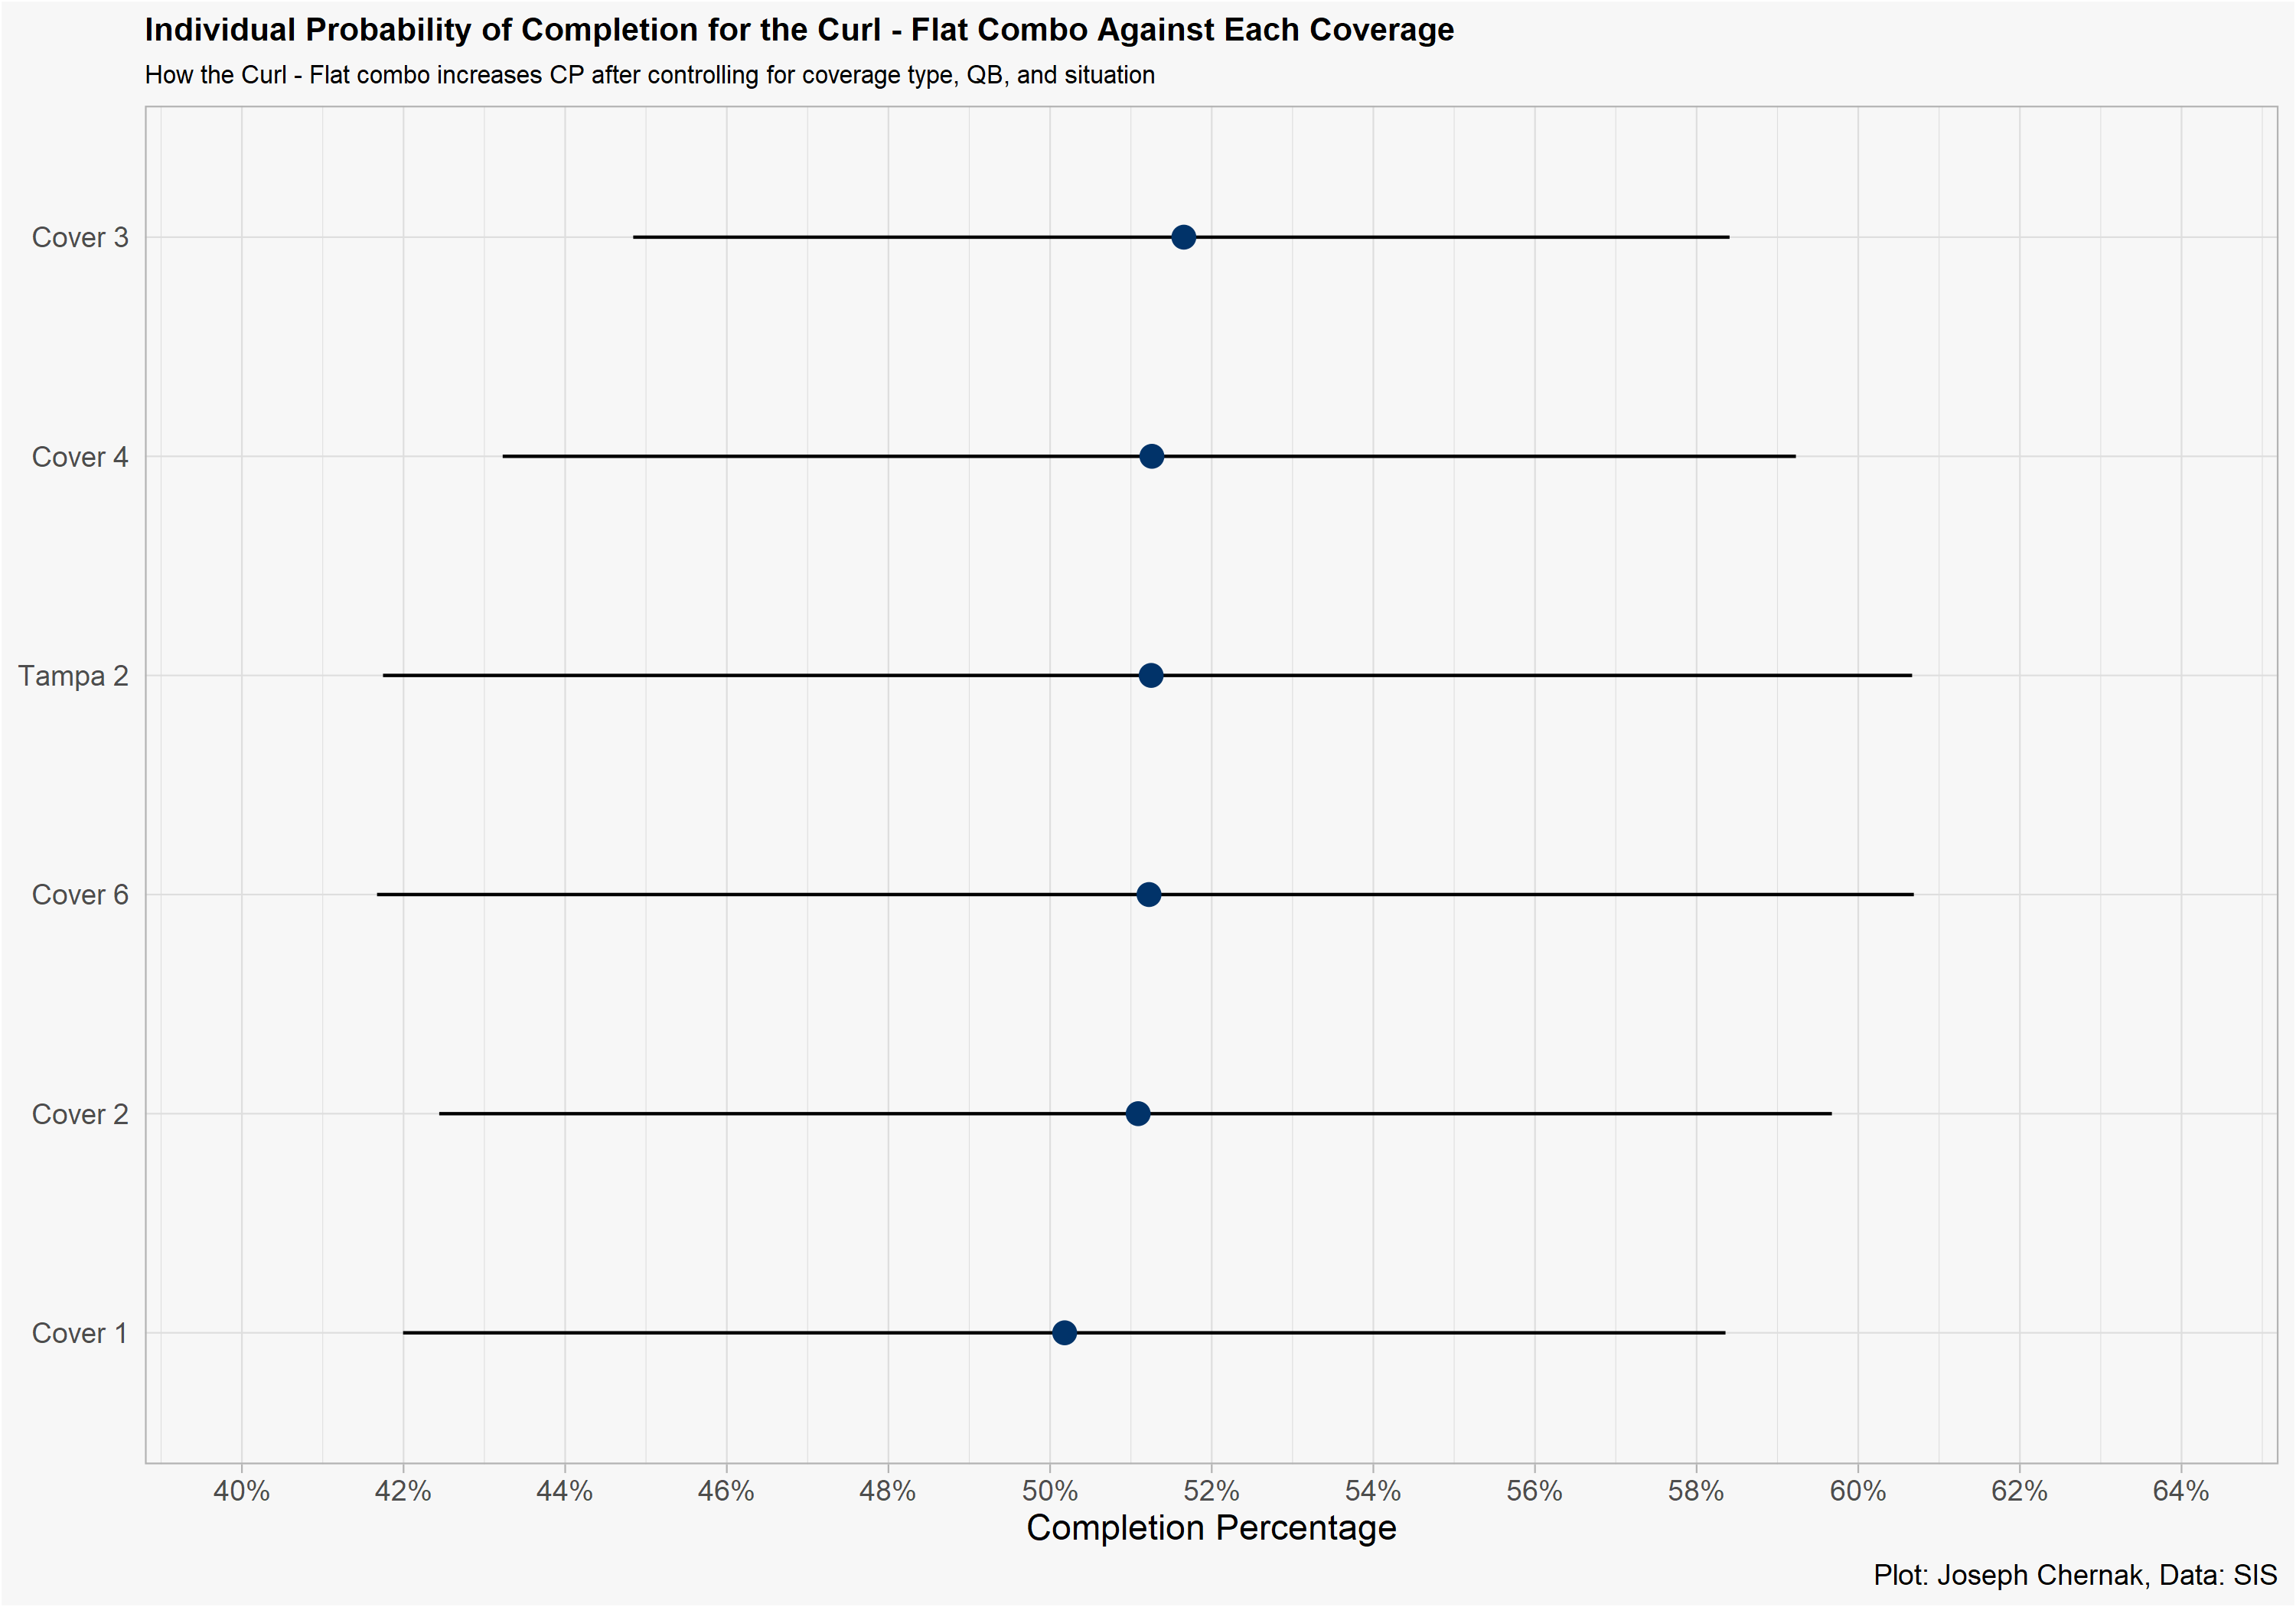 Individual Probability of Completion for the Curl - Flat Combo Against Each Coverage
How the Curl - Flat combo increases CP after controlling for coverage type, QB, and situation
Cover 3
Cover 4
Tampa 2
Cover 6
Cover 2
Cover 1
40% 42% 44% 46% 48% 50% 52% 54% 56% 58% 60% 62% 64%
Completion Percentage
Plot: Joseph Chernak, Data: SIS